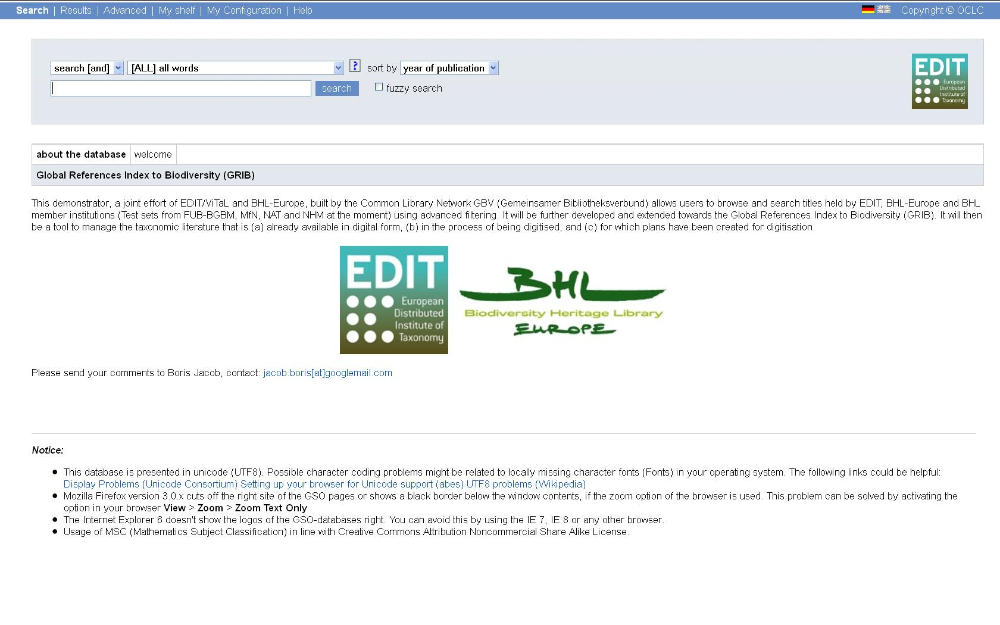 Search | Results | Advanced | My shelf | My Configuration | Help
Copyright © OCLC
search [and] [ALL] all words ? sort by year of publication
search fuzzy search
EDIT
European
Distributed
Institute of
Taxonomy
about the database welcome
Global References Index to Biodiversity (GRIB)
This demonstrator, a joint effort of EDIT/ViTaL and BHL-Europe, built by the Common Library Network GBV (Gemeinsamer Bibliotheksverbund) allows users to browse and search titles held by EDIT, BHL-Europe and BHL
member institutions (Test sets from FUB-BGBM, MfN, NAT and NHM at the moment) using advanced filtering. It will be further developed and extended towards the Global References Index to Biodiversity (GRIB). It will then
be a tool to manage the taxonomic literature that is (a) already available in digital form, (b) in the process of being digitised, and (c) for which plans have been created for digitisation.
EDIT
European
Distributed
Institute of
Taxonomy
BHL
Biodiversity Heritage Library
EUROPE
Please send your comments to Boris Jacob, contact: jacob.boris[at]googlemail.com
Notice:
This database is presented in unicode (UTF8). Possible character coding problems might be related to locally missing character fonts (Fonts) in your operating system. The following links could be helpful:
Display Problems (Unicode Consortium) Setting up your browser for Unicode support (abes) UTF8 problems (Wikipedia)
Mozilla Firefox version 3.0.x cuts off the right site of the GSO pages or shows a black border below the window contents, if the zoom option of the browser is used. This problem can be solved by activating the
option in your browser View > Zoom > Zoom Text Only
The Internet Explorer 6 doesn't show the logos of the GSO-databases right. You can avoid this by using the IE 7, IE 8 or any other browser.
Usage of MSC (Mathematics Subject Classification) in line with Creative Commons Attribution Noncommercial Share Alike License.